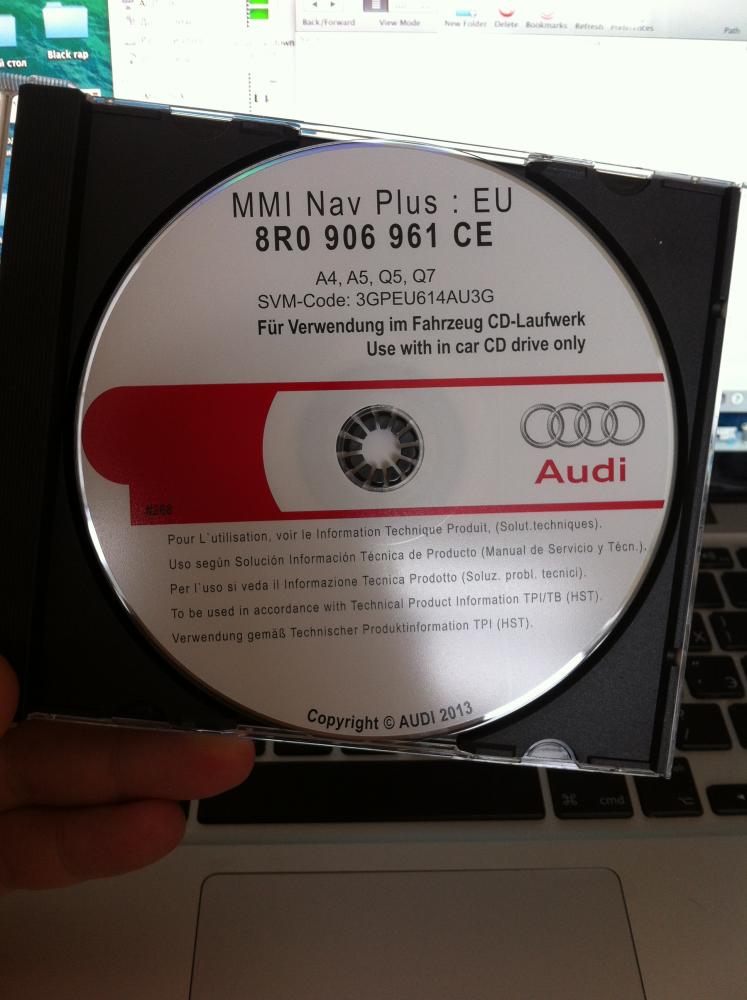 Back/Forward
View Mode
New Folder
Delete
Bookmarks
Refresh
Preferences
Path
Black rap
й стол
MMI Nav Plus : EU
8R0 906 961 CE
A4, A5, Q5, Q7
SVM-Code: 3GPEU614AU3G
Für Verwendung im Fahrzeug CD-Laufwerk
Use with in car CD drive only
Audi
#268
Pour L`utilisation, voir le Information Technique Produit, (Solut.techniques).
Uso según Solución Información Técnica de Producto (Manual de Servicio y Técn.).
Per l`uso si veda il Informazione Tecnica Prodotto (Soluz. probl. tecnici).
To be used in accordance with Technical Product Information TPI/TB (HST).
Verwendung gemäß Technischer Produktinformation TPI (HST).
Copyright © AUDI 2013
⌘ cmd
⌥